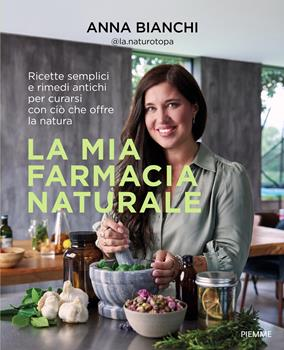 ANNA BIANCHI
@la.naturotopa
Ricette semplici
e rimedi antichi
per curarsi
con ciò che offre
la natura
LA MIA
FARMACIA
NATURALE
PIEMME